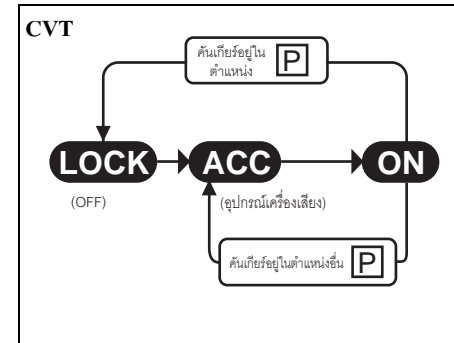 CVT
คันเกียร์อยู่ใน
ตำแหน่ง P
LOCK ACC ON
(OFF) (อุปกรณ์เครื่องเสียง)
คันเกียร์อยู่ในตำแหน่งอื่น P